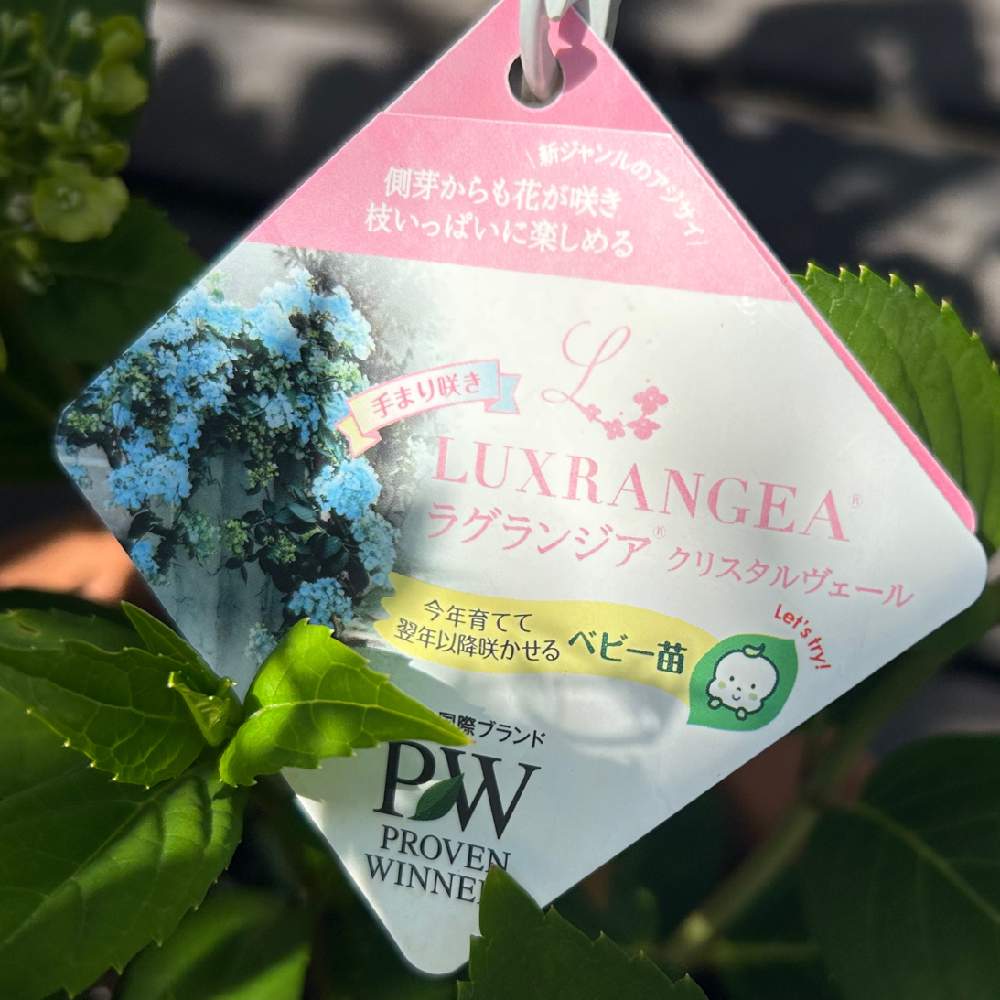 \新ジャンルのアジサイ/
側芽からも花が咲き
枝いっぱいに楽しめる
手まり咲き
L
LUXRANGEA®
ラグランジア® クリスタルヴェール
今年育てて
翌年以降咲かせる ベビー苗
Let's try!
国際ブランド
PW
PROVEN